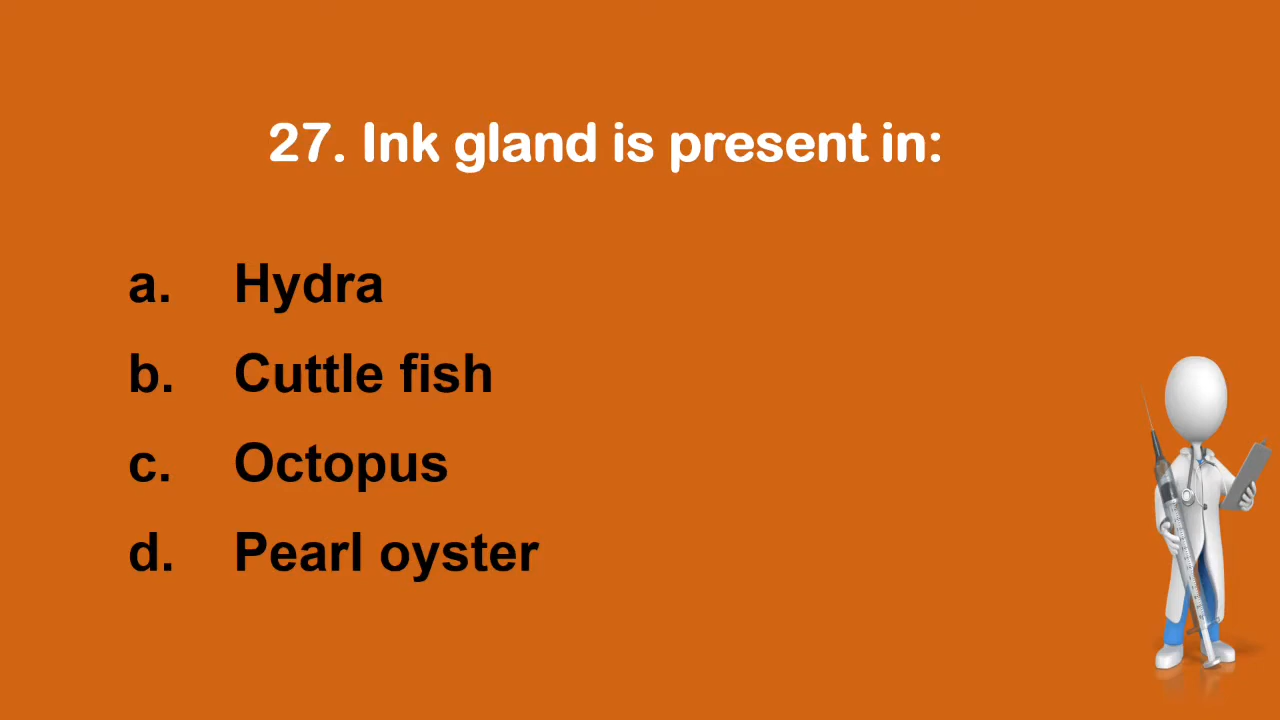 27. Ink gland is present in:
a. Hydra
b. Cuttle fish
c. Octopus
d. Pearl oyster